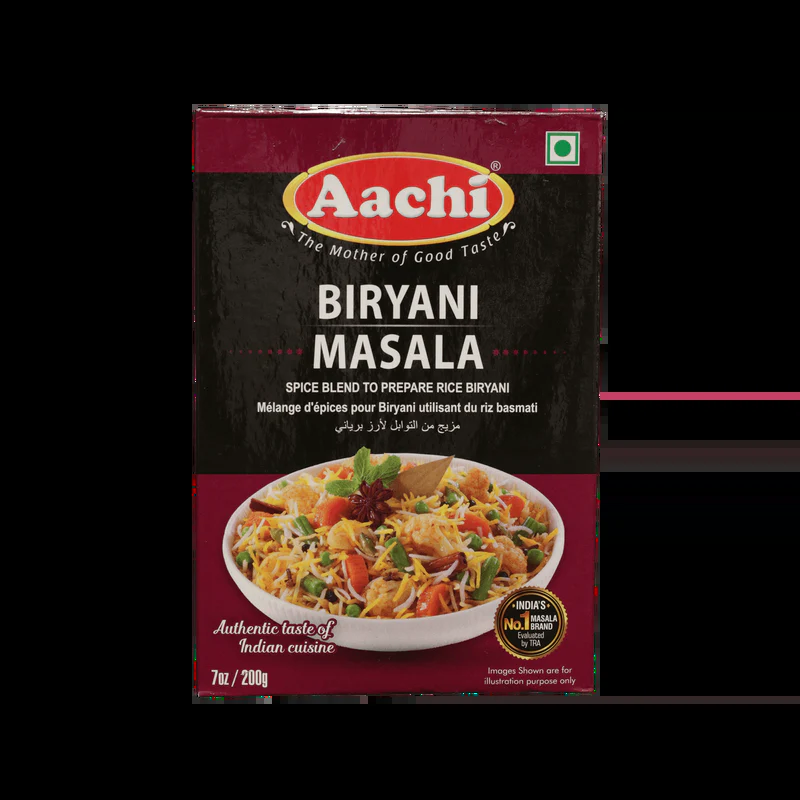 Aachi®
The Mother of Good Taste
BIRYANI
MASALA
SPICE BLEND TO PREPARE RICE BIRYANI
Mélange d'épices pour Biryani utilisant du riz basmati
مزيج من التوابل لأرز برياني
Authentic taste of
Indian cuisine
INDIA'S
No.1 MASALA BRAND
Evaluated
by TRA
7oz / 200g
Images Shown are for
illustration purpose only